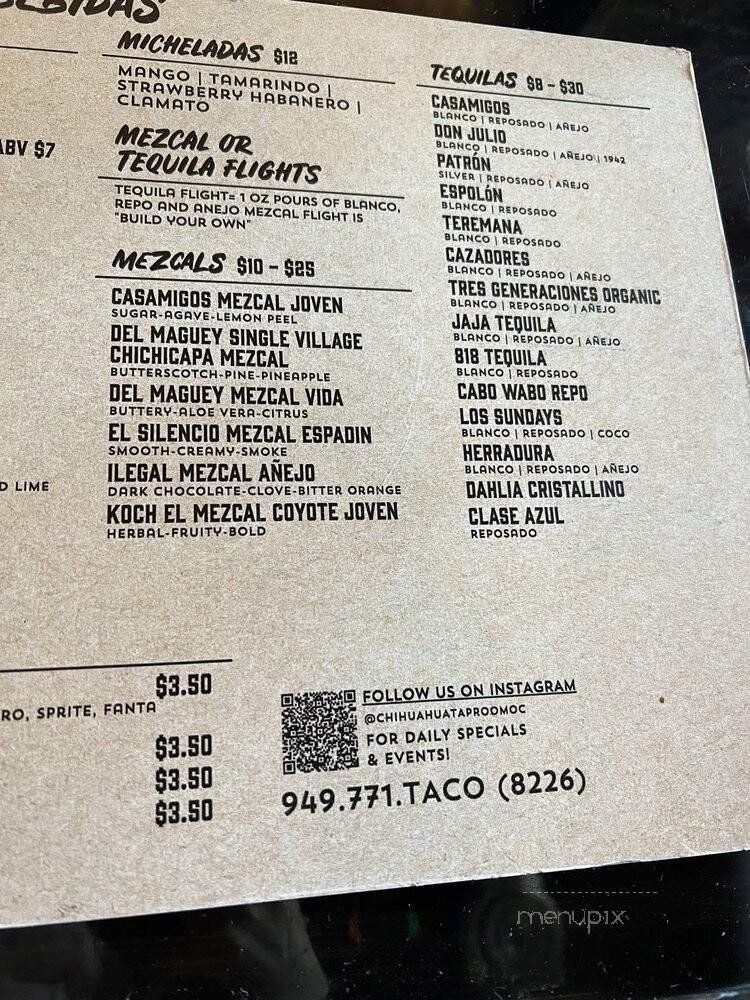 BEBIDAS
ABV $7
D LIME
$3.50
RO, SPRITE, FANTA
$3.50
$3.50
$3.50
MICHELADAS $12
MANGO | TAMARINDO |
STRAWBERRY HABANERO |
CLAMATO
MEZCAL OR
TEQUILA FLIGHTS
TEQUILA FLIGHT= 1 OZ POURS OF BLANCO,
REPO AND ANEJO MEZCAL FLIGHT IS
"BUILD YOUR OWN"
MEZCALS $10 - $25
CASAMIGOS MEZCAL JOVEN
SUGAR-AGAVE-LEMON PEEL
DEL MAGUEY SINGLE VILLAGE
CHICHICAPA MEZCAL
BUTTERSCOTCH-PINE-PINEAPPLE
DEL MAGUEY MEZCAL VIDA
BUTTERY-ALOE VERA-CITRUS
EL SILENCIO MEZCAL ESPADIN
SMOOTH-CREAMY-SMOKE
ILEGAL MEZCAL AÑEJO
DARK CHOCOLATE-CLOVE-BITTER ORANGE
KOCH EL MEZCAL COYOTE JOVEN
HERBAL-FRUITY-BOLD
TEQUILAS $8 - $30
CASAMIGOS
BLANCO | REPOSADO | AÑEJO
DON JULIO
BLANCO | REPOSADO | AÑEJO | 1942
PATRÓN
SILVER | REPOSADO | AÑEJO
ESPOLÓN
BLANCO | REPOSADO
TEREMANA
BLANCO | REPOSADO
CAZADORES
BLANCO | REPOSADO | AÑEJO
TRES GENERACIONES ORGANIC
BLANCO | REPOSADO | AÑEJO
JAJA TEQUILA
BLANCO | REPOSADO | AÑEJO
818 TEQUILA
BLANCO | REPOSADO
CABO WABO REPO
LOS SUNDAYS
BLANCO | REPOSADO | COCO
HERRADURA
BLANCO | REPOSADO | AÑEJO
DAHLIA CRISTALLINO
CLASE AZUL
REPOSADO
FOLLOW US ON INSTAGRAM
@CHIHUAHUATAPROOMOC
FOR DAILY SPECIALS
& EVENTS!
949.771.TACO (8226)
menupix